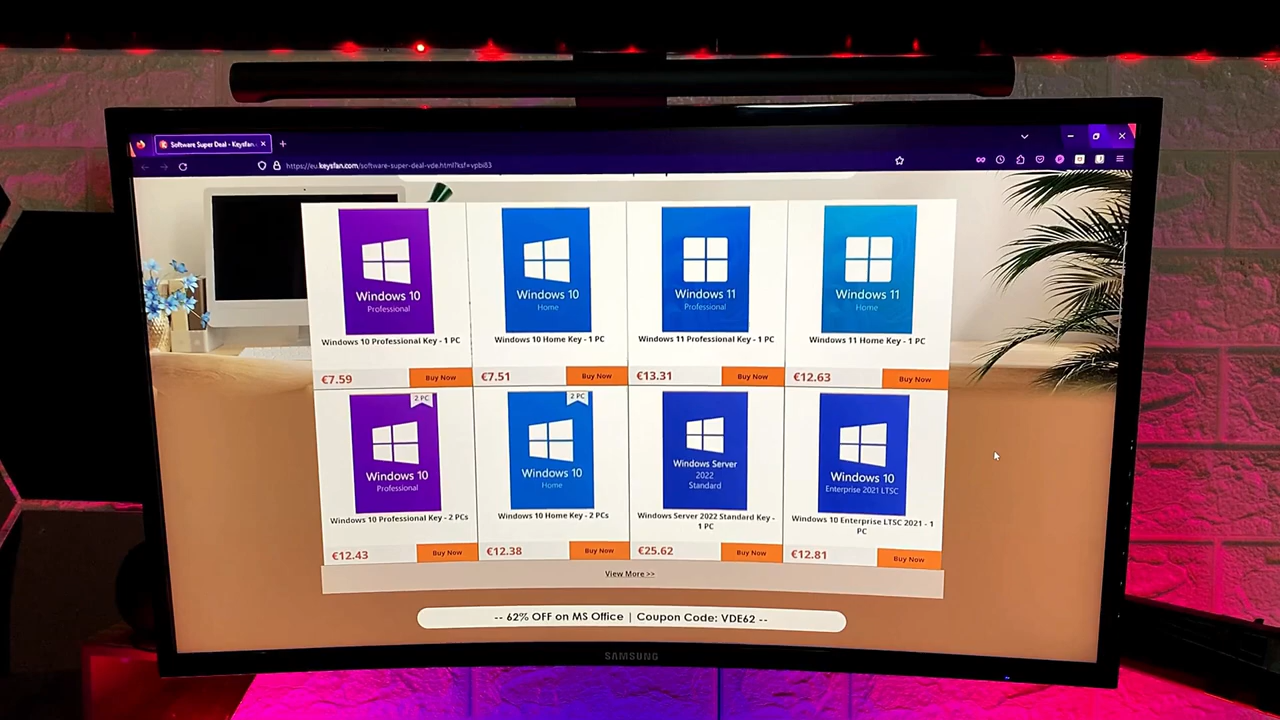 Software Super Deal - Keysfan.
https://eu.keysfan.com/software-super-deal-vde.html?ksf=vpbi83
Windows 10
Professional
Windows 10
Home
Windows 11
Professional
Windows 11
Home
Windows 10 Professional Key - 1 PC
Windows 10 Home Key - 1 PC
Windows 11 Professional Key - 1 PC
Windows 11 Home Key - 1 PC
€7.59
Buy Now
€7.51
Buy Now
€13.31
Buy Now
€12.63
Buy Now
2 PC
Windows 10
Professional
2 PC
Windows 10
Home
Windows Server
2022
Standard
Windows 10
Enterprise 2021 LTSC
Windows 10 Professional Key - 2 PCs
Windows 10 Home Key - 2 PCs
Windows Server 2022 Standard Key -
1 PC
Windows 10 Enterprise LTSC 2021 - 1
PC
€12.43
Buy Now
€12.38
Buy Now
€25.62
Buy Now
€12.81
Buy Now
View More >>
-- 62% OFF on MS Office | Coupon Code: VDE62 --
SAMSUNG